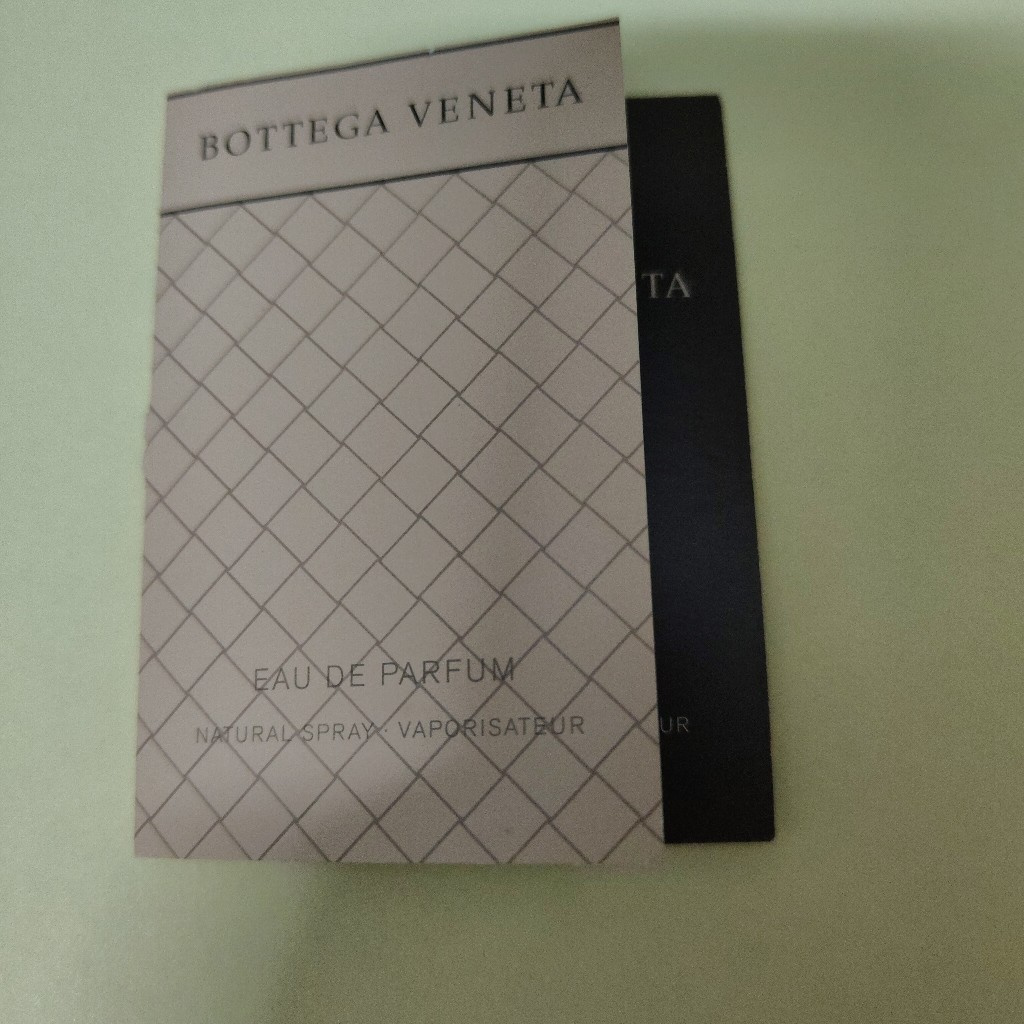 BOTTEGA VENETA
TA
EAU DE PARFUM
NATURAL SPRAY · VAPORISATEUR
UR